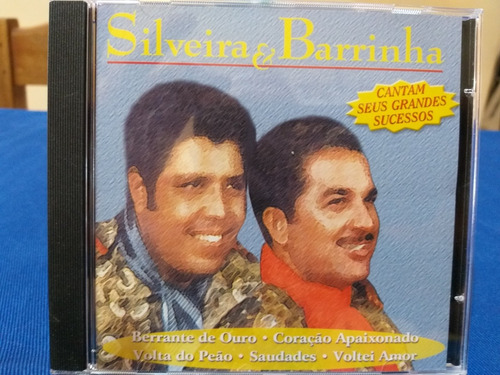 Silveira & Barrinha
CANTAM
SEUS GRANDES
SUCESSOS
Berrante de Ouro • Coração Apaixonado
Volta do Peão • Saudades • Voltei Amor